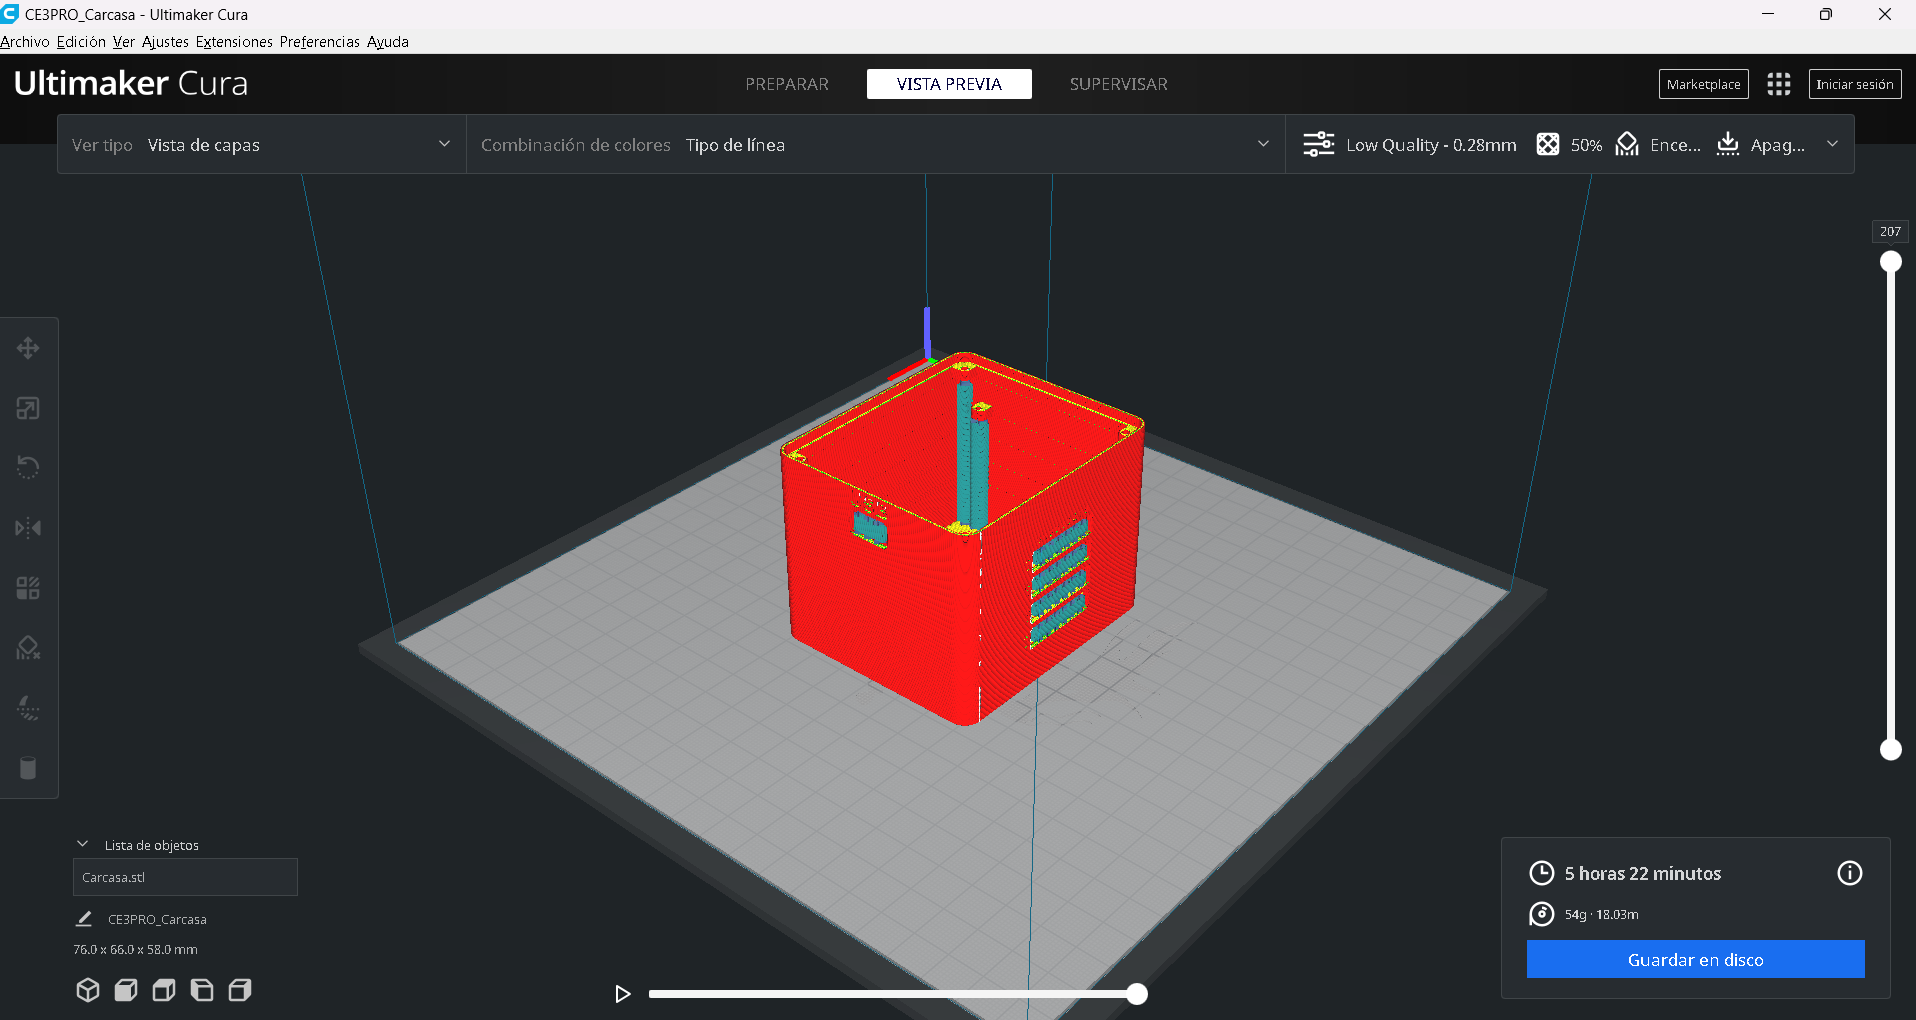 CE3PRO_Carcasa - Ultimaker Cura
Archivo Edición Ver Ajustes Extensiones Preferencias Ayuda
Ultimaker Cura
PREPARAR
VISTA PREVIA
SUPERVISAR
Marketplace
Iniciar sesión
Ver tipo Vista de capas
Combinación de colores Tipo de línea
Low Quality - 0.28mm
50%
Ence...
Apag...
207
Lista de objetos
Carcasa.stl
CE3PRO_Carcasa
76.0 x 66.0 x 58.0 mm
5 horas 22 minutos
54g · 18.03m
Guardar en disco